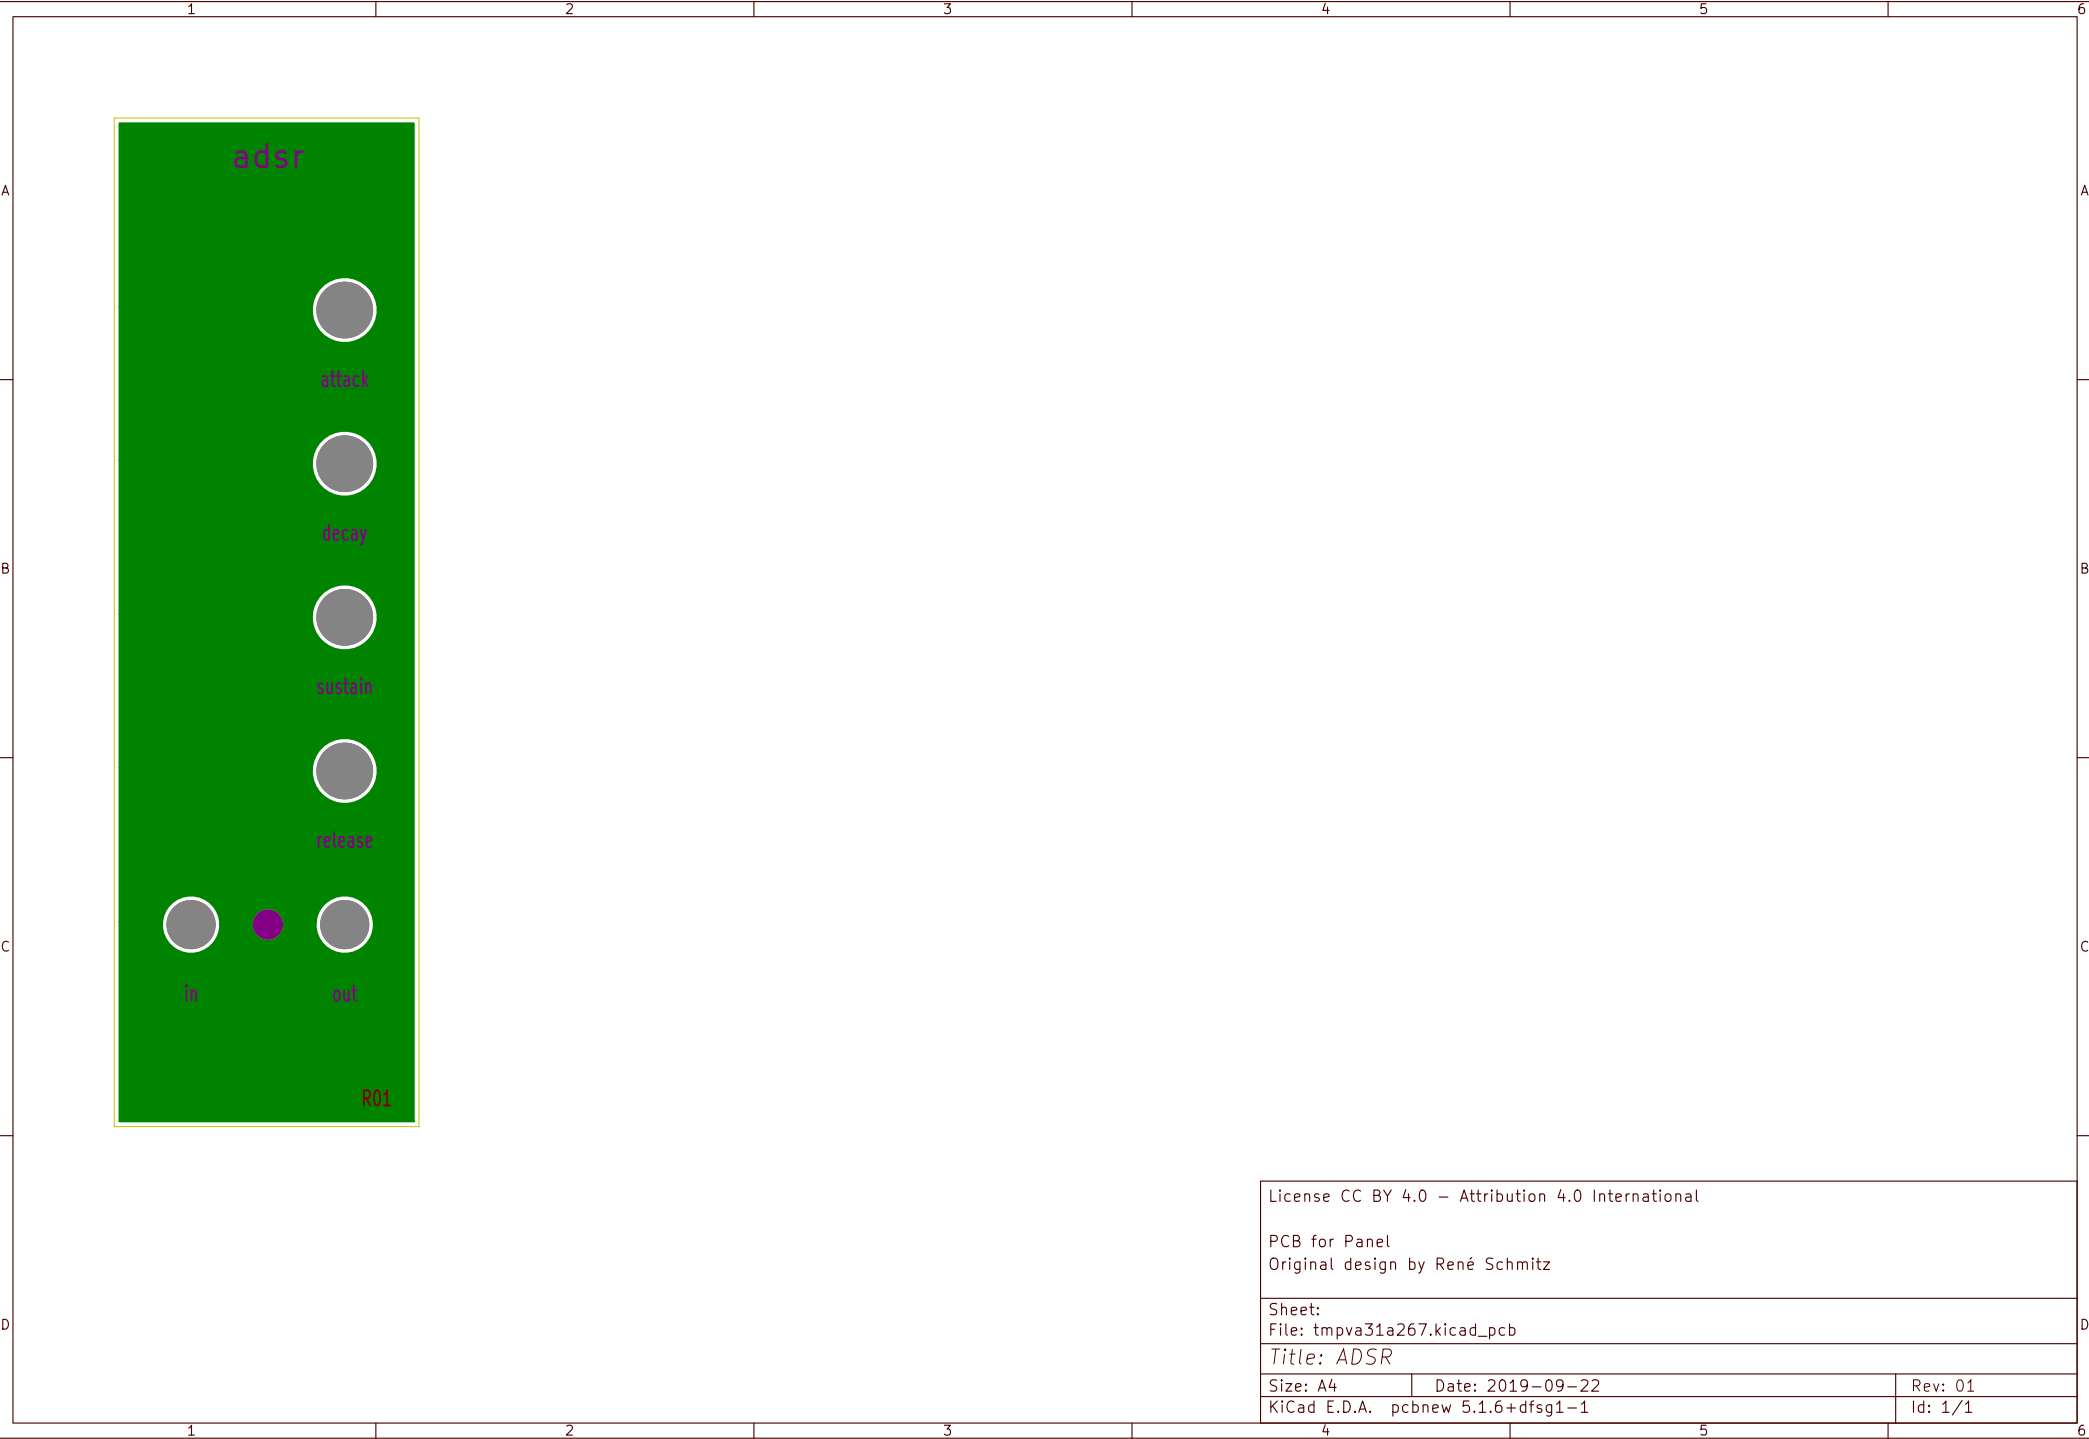 1 2 3 4 5 6
adsr
A A
attack
decay
B B
sustain
release
C C
in out
R01
License CC BY 4.0 – Attribution 4.0 International
PCB for Panel
Original design by René Schmitz
Sheet:
D D
File: tmpva31a267.kicad_pcb
Title: ADSR
Size: A4 Date: 2019–09–22 Rev: 01
KiCad E.D.A. pcbnew 5.1.6+dfsg1–1 Id: 1/1
1 2 3 4 5 6